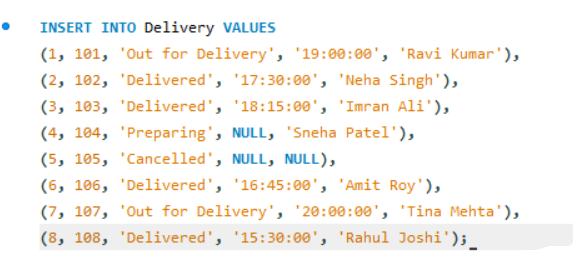 INSERT INTO Delivery VALUES
(1, 101, 'Out for Delivery', '19:00:00', 'Ravi Kumar'),
(2, 102, 'Delivered', '17:30:00', 'Neha Singh'),
(3, 103, 'Delivered', '18:15:00', 'Imran Ali'),
(4, 104, 'Preparing', NULL, 'Sneha Patel'),
(5, 105, 'Cancelled', NULL, NULL),
(6, 106, 'Delivered', '16:45:00', 'Amit Roy'),
(7, 107, 'Out for Delivery', '20:00:00', 'Tina Mehta'),
(8, 108, 'Delivered', '15:30:00', 'Rahul Joshi');